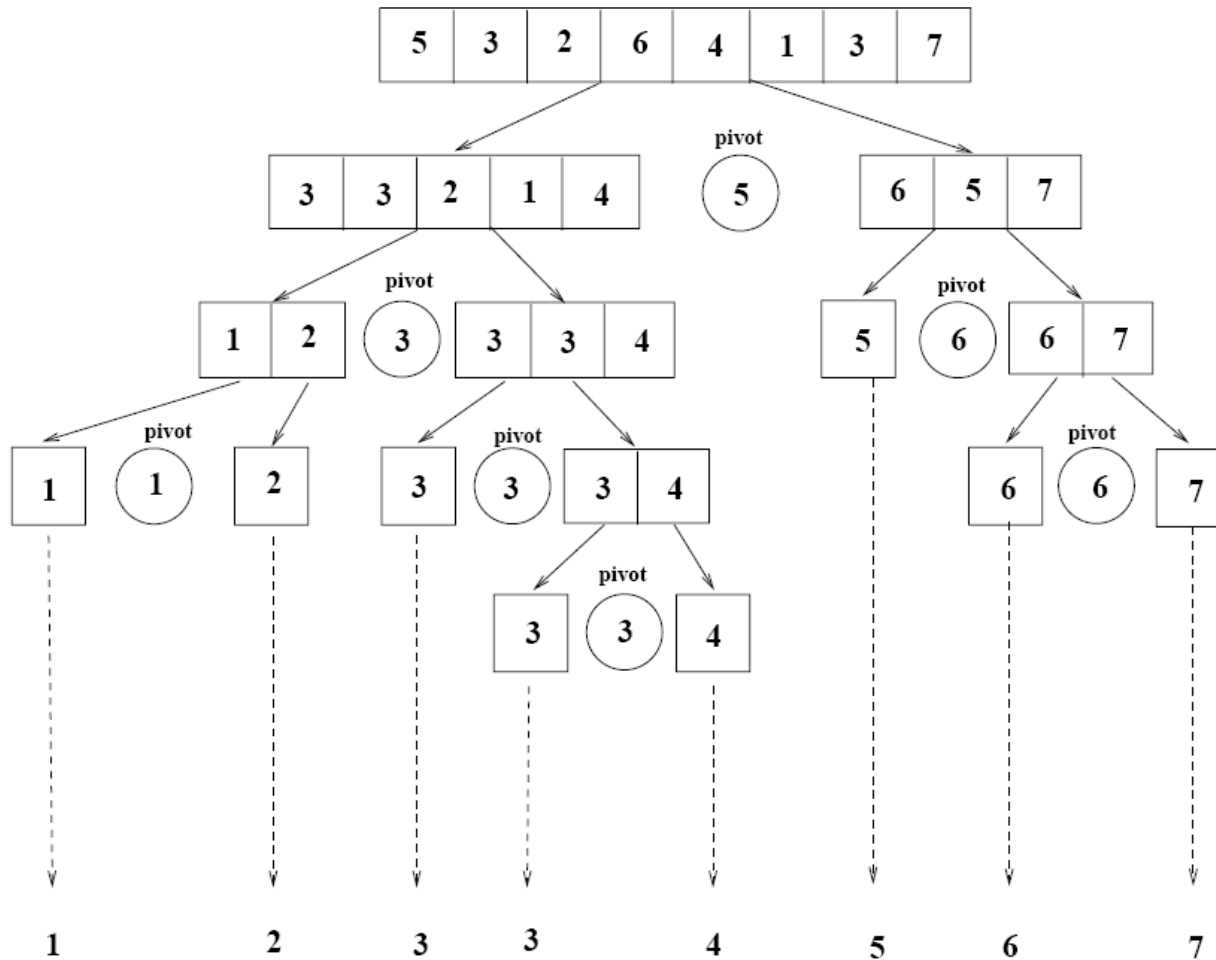 5 3 2 6 4 1 3 7
pivot
3 3 2 1 4 5 6 5 7
pivot pivot
1 2 3 3 3 4 5 6 6 7
pivot pivot pivot
1 1 2 3 3 3 4 6 6 7
pivot
3 3 4
1 2 3 3 4 5 6 7